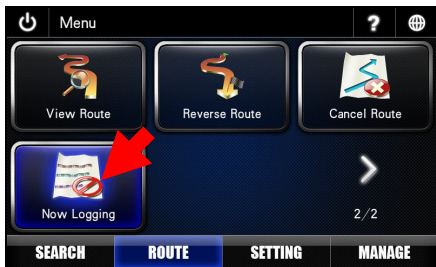 Menu
?
View Route
Reverse Route
Cancel Route
Now Logging
2/2
SEARCH
ROUTE
SETTING
MANAGE